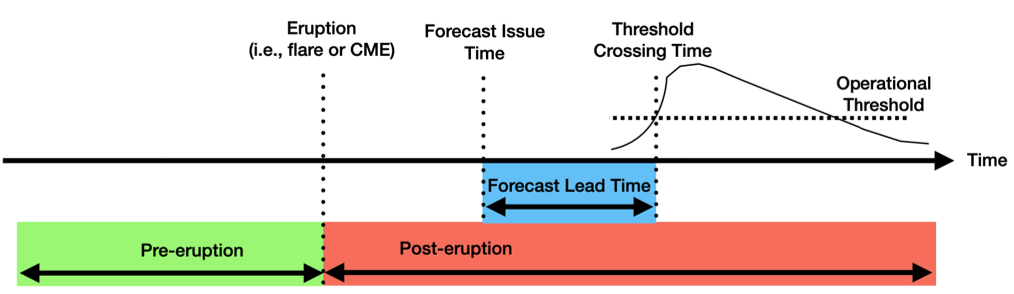 Eruption
(i.e., flare or CME)
Forecast Issue
Time
Threshold
Crossing Time
Operational
Threshold
Time
Forecast Lead Time
Pre-eruption
Post-eruption